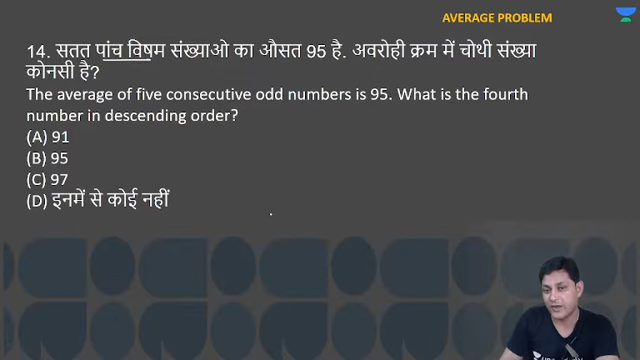 AVERAGE PROBLEM
14. सतत पांच विषम संख्याओ का औसत 95 है. अवरोही क्रम में चोथी संख्या
कोनसी है?
The average of five consecutive odd numbers is 95. What is the fourth
number in descending order?
(A) 91
(B) 95
(C) 97
(D) इनमें से कोई नहीं